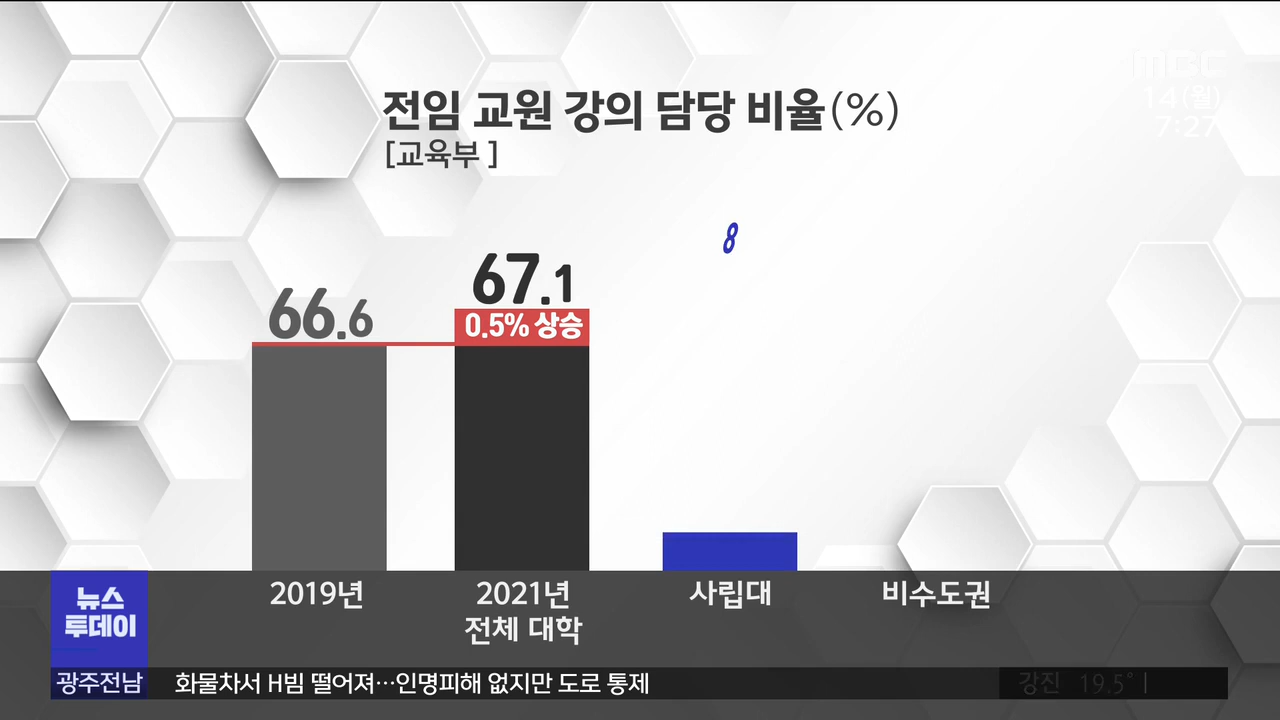 MBC
14(월)
7:27
전임 교원 강의 담당 비율(%)
[교육부 ]
8
66.6
67.1
0.5% 상승
2019년
2021년
전체 대학
사립대
비수도권
뉴스
투데이
광주전남
화물차서 H빔 떨어져…인명피해 없지만 도로 통제
강진 19.5°